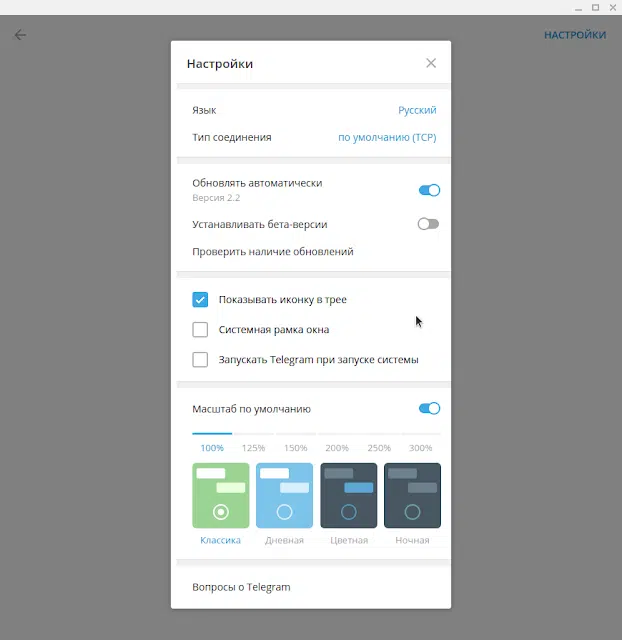 НАСТРОЙКИ
Настройки
Язык Русский
Тип соединения по умолчанию (TCP)
Обновлять автоматически
Версия 2.2
Устанавливать бета-версии
Проверить наличие обновлений
Показывать иконку в трее
Системная рамка окна
Запускать Telegram при запуске системы
Масштаб по умолчанию
100% 125% 150% 200% 250% 300%
Классика Дневная Цветная Ночная
Вопросы о Telegram